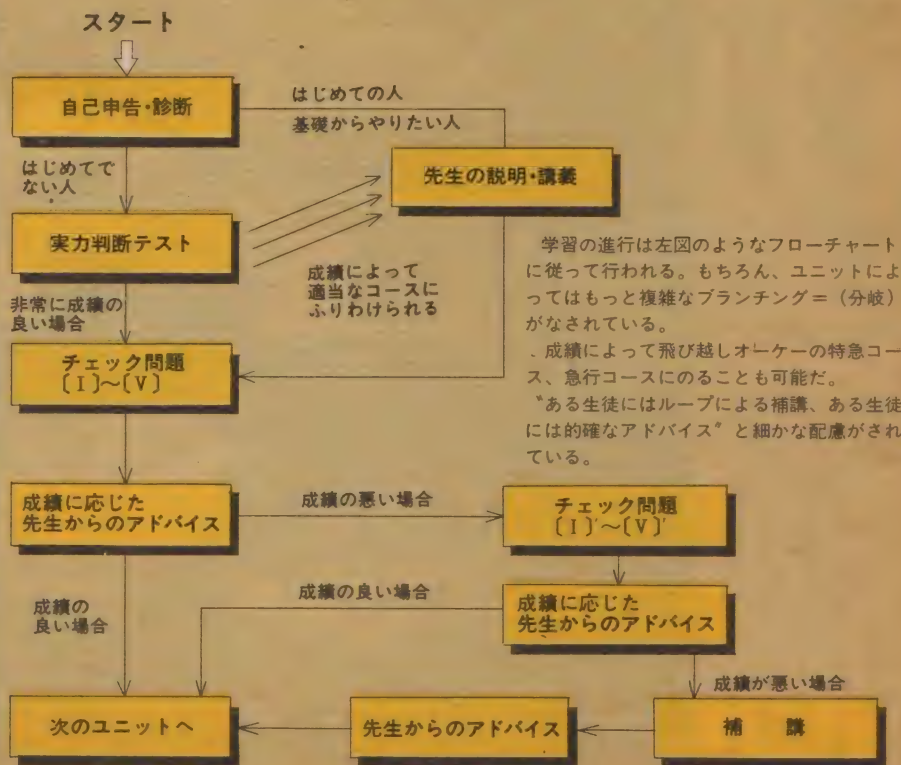 スタート
自己申告・診断
はじめての人
基礎からやりたい人
はじめてで
ない人
先生の説明・講義
実力判断テスト
成績によって
適当なコースに
ふりわけられる
非常に成績の
良い場合
チェック問題
〔I〕～〔V〕
学習の進行は左図のようなフローチャート
に従って行われる。もちろん、ユニットによ
ってはもっと複雑なブランチング＝（分岐）
がなされている。
．成績によって飛び越しオーケーの特急コー
ス、急行コースにのることも可能だ。
〝ある生徒にはループによる補講、ある生徒
には的確なアドバイス〞と細かな配慮がされ
ている。
成績に応じた
先生からのアドバイス
成績の悪い場合
チェック問題
〔I〕′～〔V〕′
成績の
良い場合
成績の良い場合
成績に応じた
先生からのアドバイス
成績が悪い場合
次のユニットへ
先生からのアドバイス
補　講